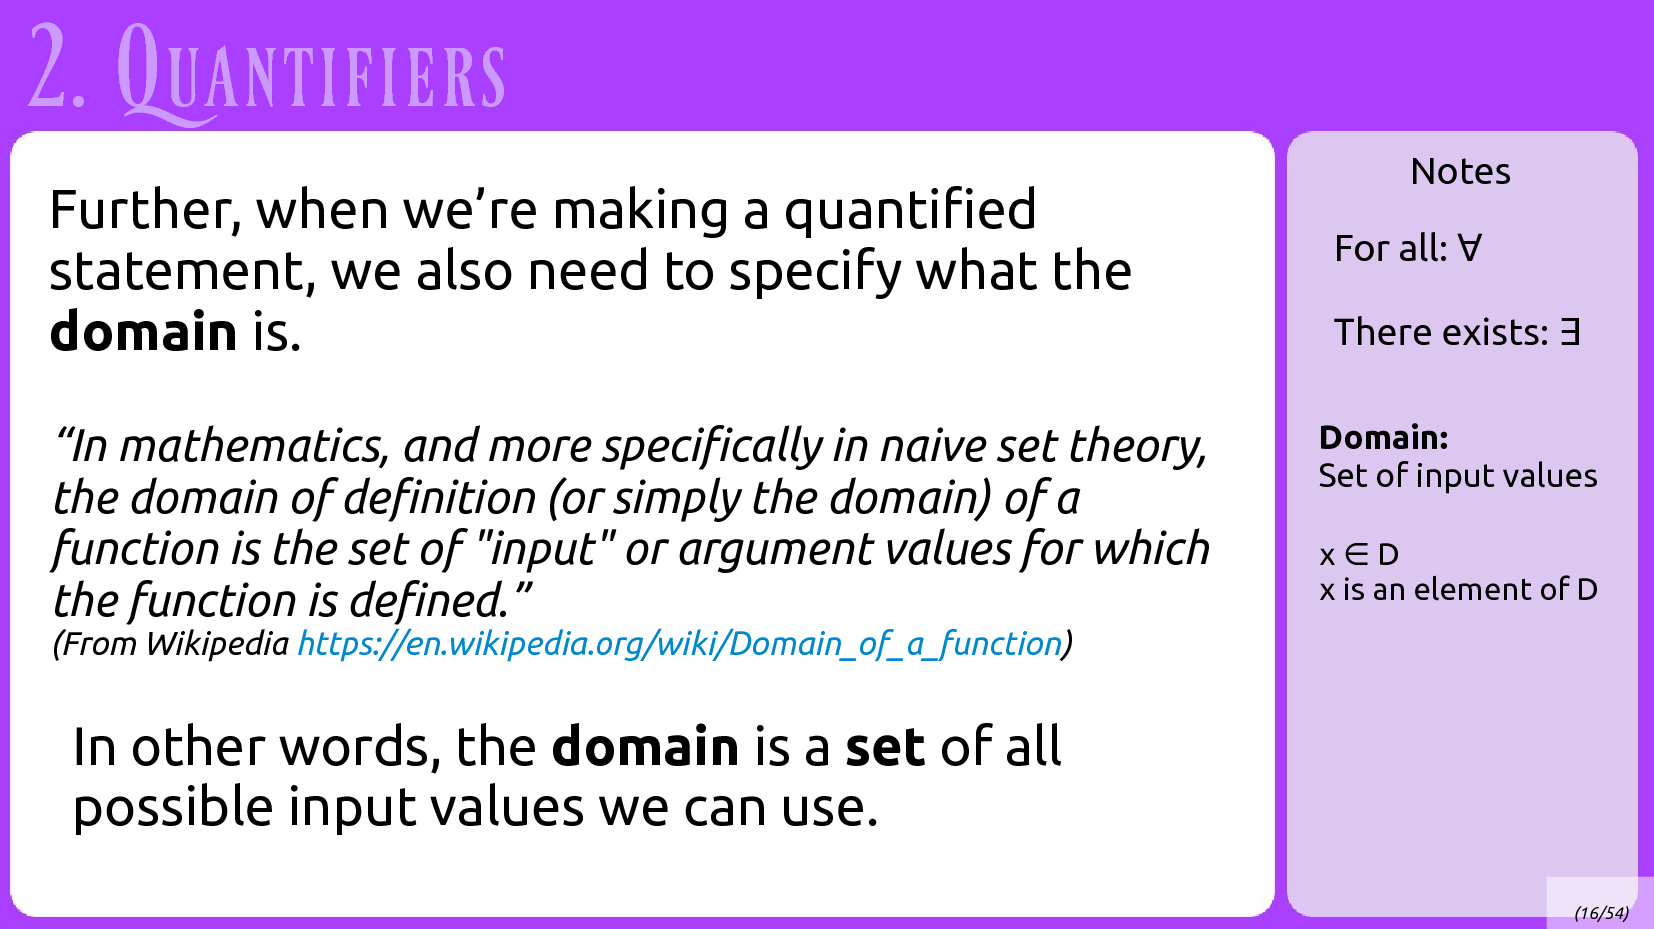 2. Quantifiers
Further, when we’re making a quantified
statement, we also need to specify what the
domain is.
“In mathematics, and more specifically in naive set theory,
the domain of definition (or simply the domain) of a
function is the set of "input" or argument values for which
the function is defined.”
(From Wikipedia https://en.wikipedia.org/wiki/Domain_of_a_function)
In other words, the domain is a set of all
possible input values we can use.
Notes
For all: ∀
There exists: ∃
Domain:
Set of input values
x ∈ D
x is an element of D
(16/54)